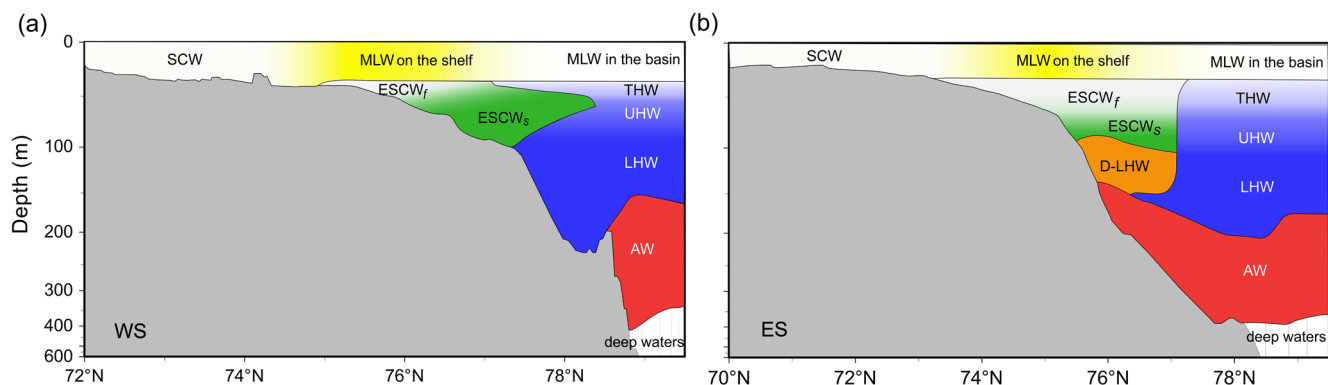 (a)
0
SCW
MLW on the shelf
MLW in the basin
ESCWf
THW
UHW
ESCWs
100
LHW
Depth (m)
200
AW
300
400
WS
deep waters
600
72°N
74°N
76°N
78°N
(b)
SCW
MLW on the shelf
MLW in the basin
ESCWf
THW
ESCWs
UHW
D-LHW
LHW
AW
ES
deep waters
70°N
72°N
74°N
76°N
78°N